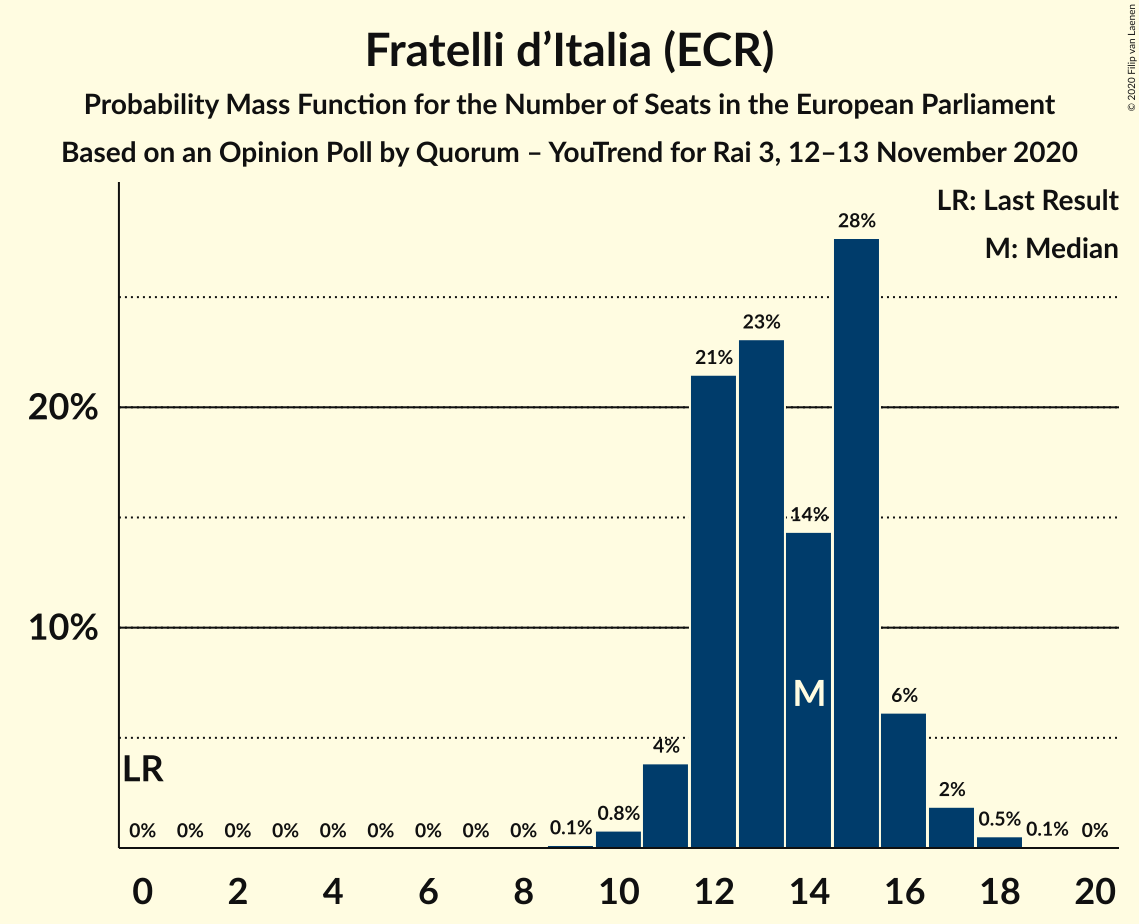 Fratelli d’Italia (ECR)
Probability Mass Function for the Number of Seats in the European Parliament
Based on an Opinion Poll by Quorum – YouTrend for Rai 3, 12–13 November 2020
© 2020 Filip van Laenen
LR: Last Result
M: Median
28%
23%
21%
20%
14%
10%
M
6%
4%
LR
2%
0% 0% 0% 0% 0% 0% 0% 0% 0% 0.1% 0.8% 0.5% 0.1% 0%
0 2 4 6 8 10 12 14 16 18 20